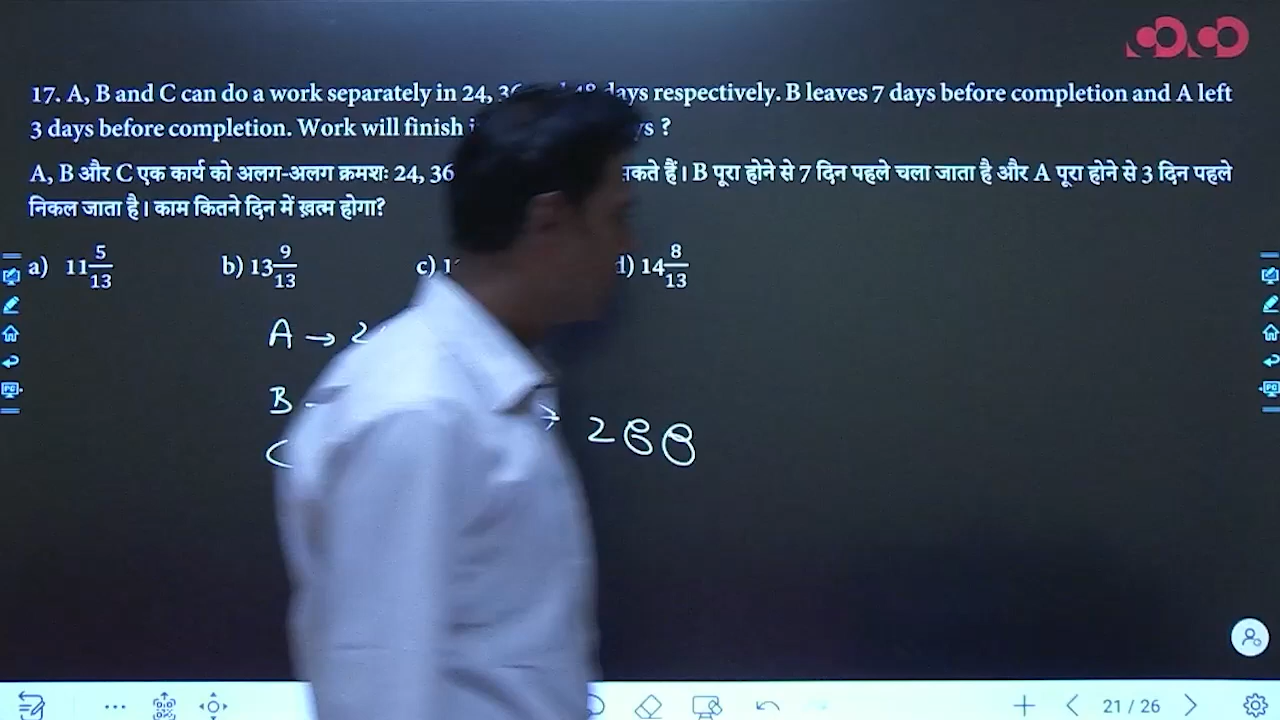 17. A, B and C can do a work separately in 24, days respectively. B leaves 7 days before completion and A left
3 days before completion. Work will finish ?
A, B और C एक कार्य को अलग-अलग क्रमशः 24, 36 सकते हैं। B पूरा होने से 7 दिन पहले चला जाता है और A पूरा होने से 3 दिन पहले
निकल जाता है। काम कितने दिन में ख़त्म होगा?
a) 11 5/13 b) 13 9/13 c) d) 14 8/13
A →
B
C → 288
21 / 26